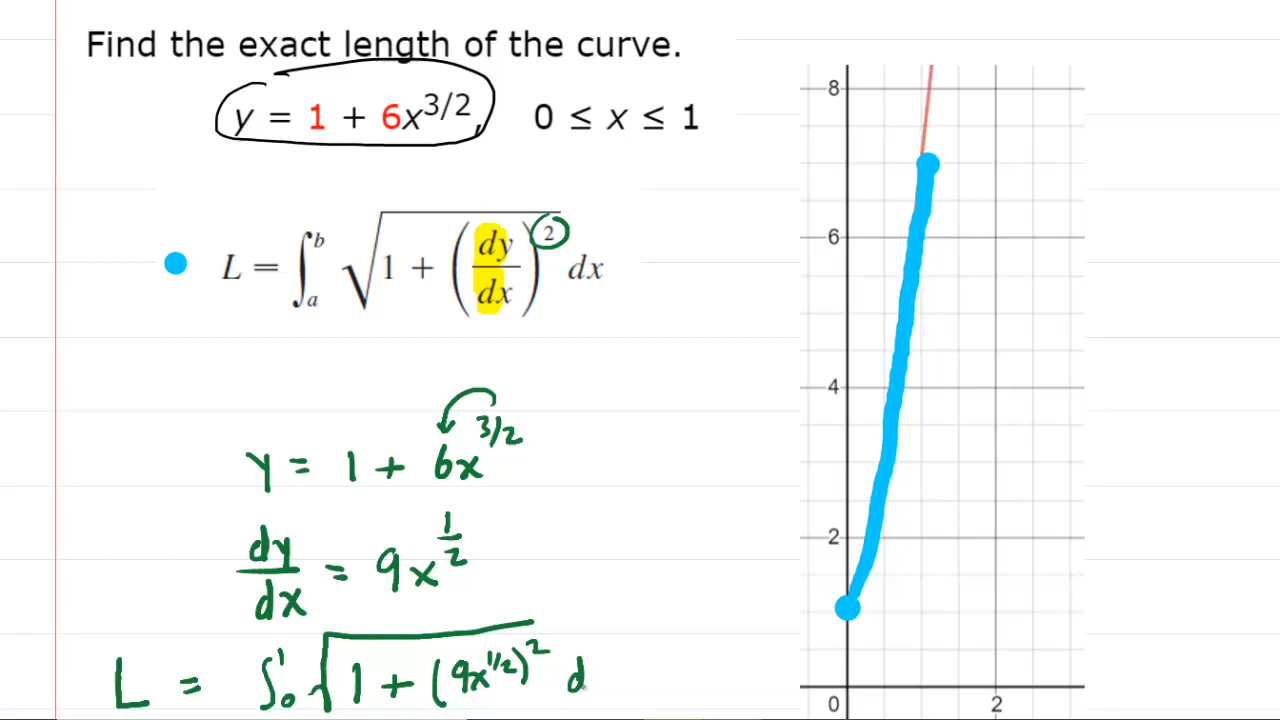 Find the exact length of the curve.
y = 1 + 6x^{3/2}, 0 ≤ x ≤ 1
L = ∫_a^b √(1 + (dy/dx)^2) dx
y = 1 + 6x^{3/2}
dy/dx = 9x^{1/2}
L = ∫_0^1 √(1 + (9x^{1/2})^2) d
8
6
4
2
0 2